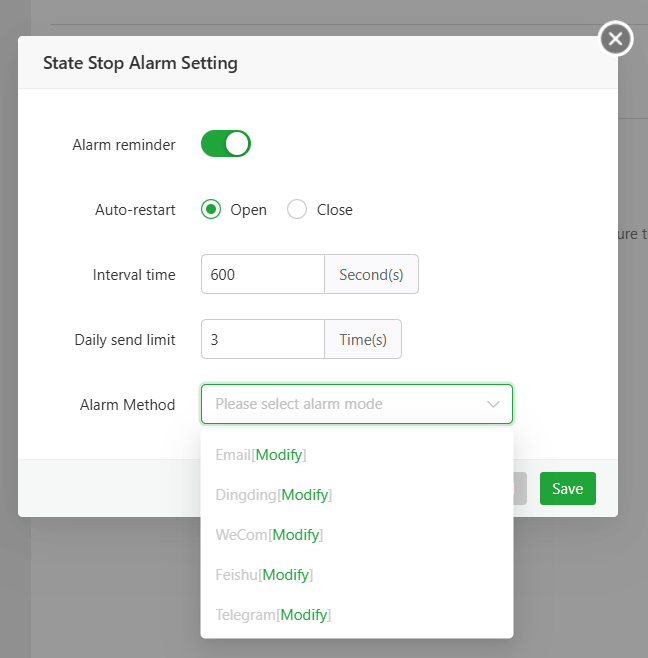 State Stop Alarm Setting
Alarm reminder
Auto-restart Open Close
ure t
Interval time 600 Second(s)
Daily send limit 3 Time(s)
Alarm Method Please select alarm mode
Email[Modify]
Dingding[Modify]
Save
WeCom[Modify]
Feishu[Modify]
Telegram[Modify]